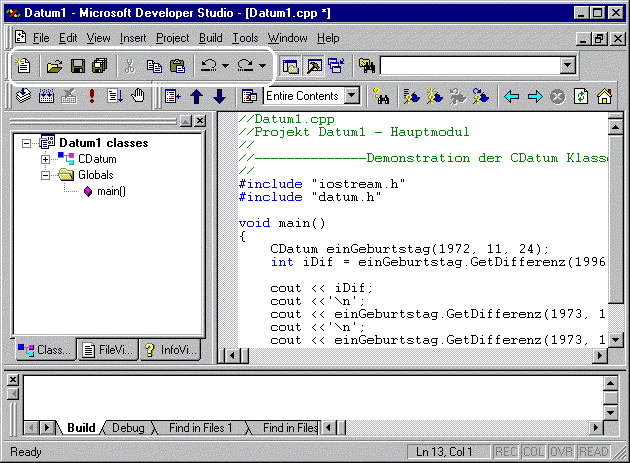 Datum1 - Microsoft Developer Studio - [Datum1.cpp *]
File Edit View Insert Project Build Tools Window Help
Entire Contents
Datum1 classes
CDatum
Globals
main()
//Datum1.cpp
//Projekt Datum1 - Hauptmodul
//
//--------------Demonstration der CDatum Klasse
//
#include "iostream.h"
#include "datum.h"
void main()
{
CDatum einGeburtstag(1972, 11, 24);
int iDif = einGeburtstag.GetDifferenz(1996
cout << iDif;
cout <<'\n';
cout << einGeburtstag.GetDifferenz(1973, 1
cout <<'\n';
cout << einGeburtstag.GetDifferenz(1973, 1
Class... FileVi... InfoVi...
Build Debug Find in Files 1 Find in Files
Ready Ln 13, Col 1 REC COL OVR READ